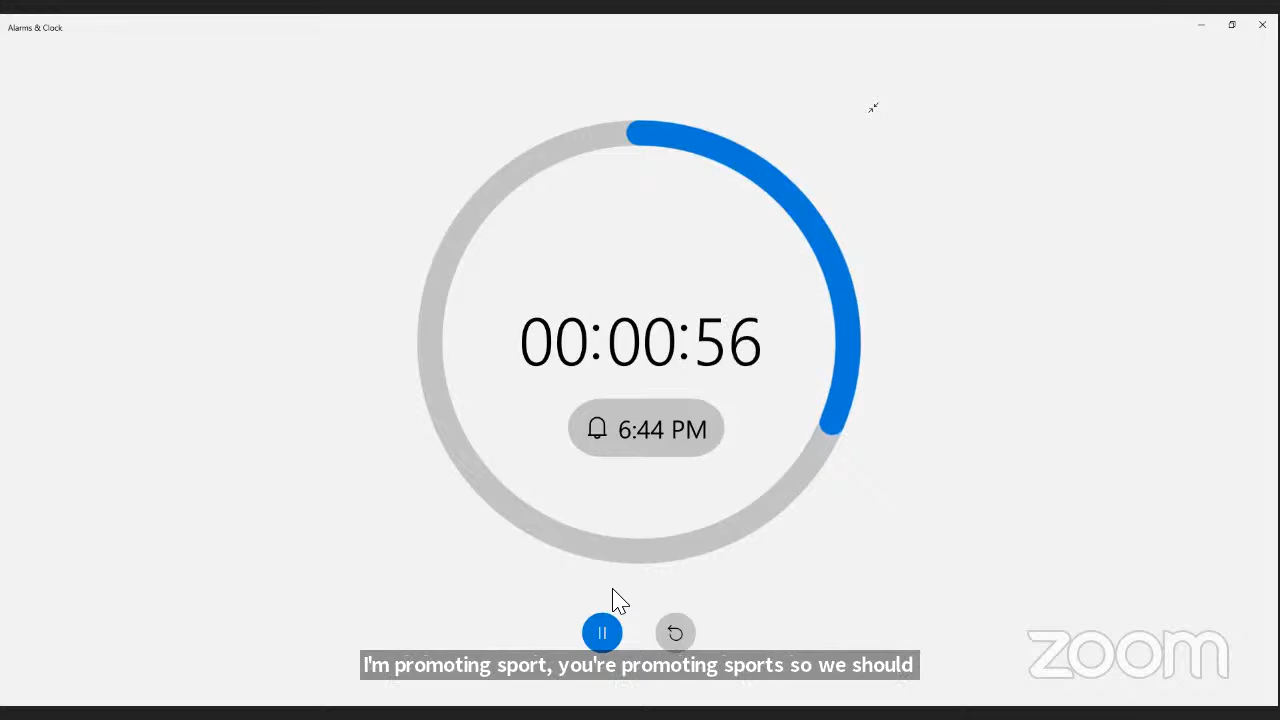 Alarms & Clock
00:00:56
6:44 PM
I'm promoting sport, you're promoting sports so we should
zoom